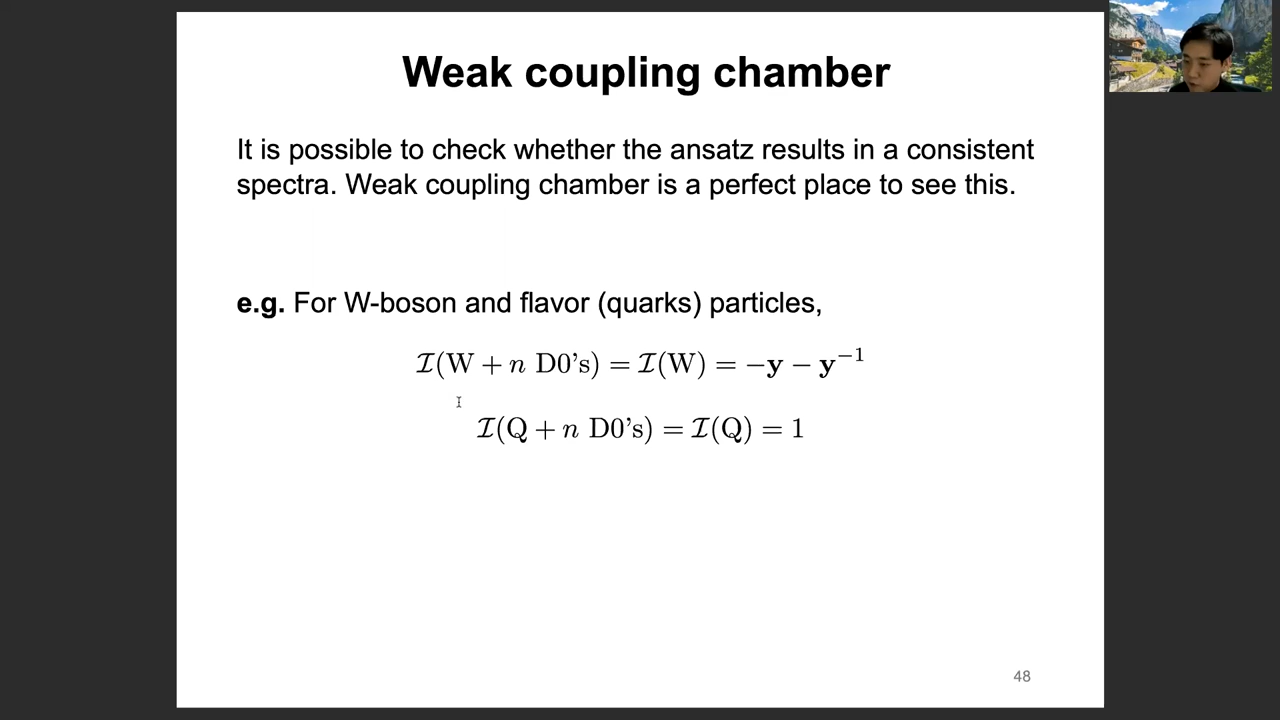 Weak coupling chamber
It is possible to check whether the ansatz results in a consistent
spectra. Weak coupling chamber is a perfect place to see this.
e.g. For W-boson and flavor (quarks) particles,
ℐ(W + n D0's) = ℐ(W) = −y − y⁻¹
ℐ(Q + n D0's) = ℐ(Q) = 1
48